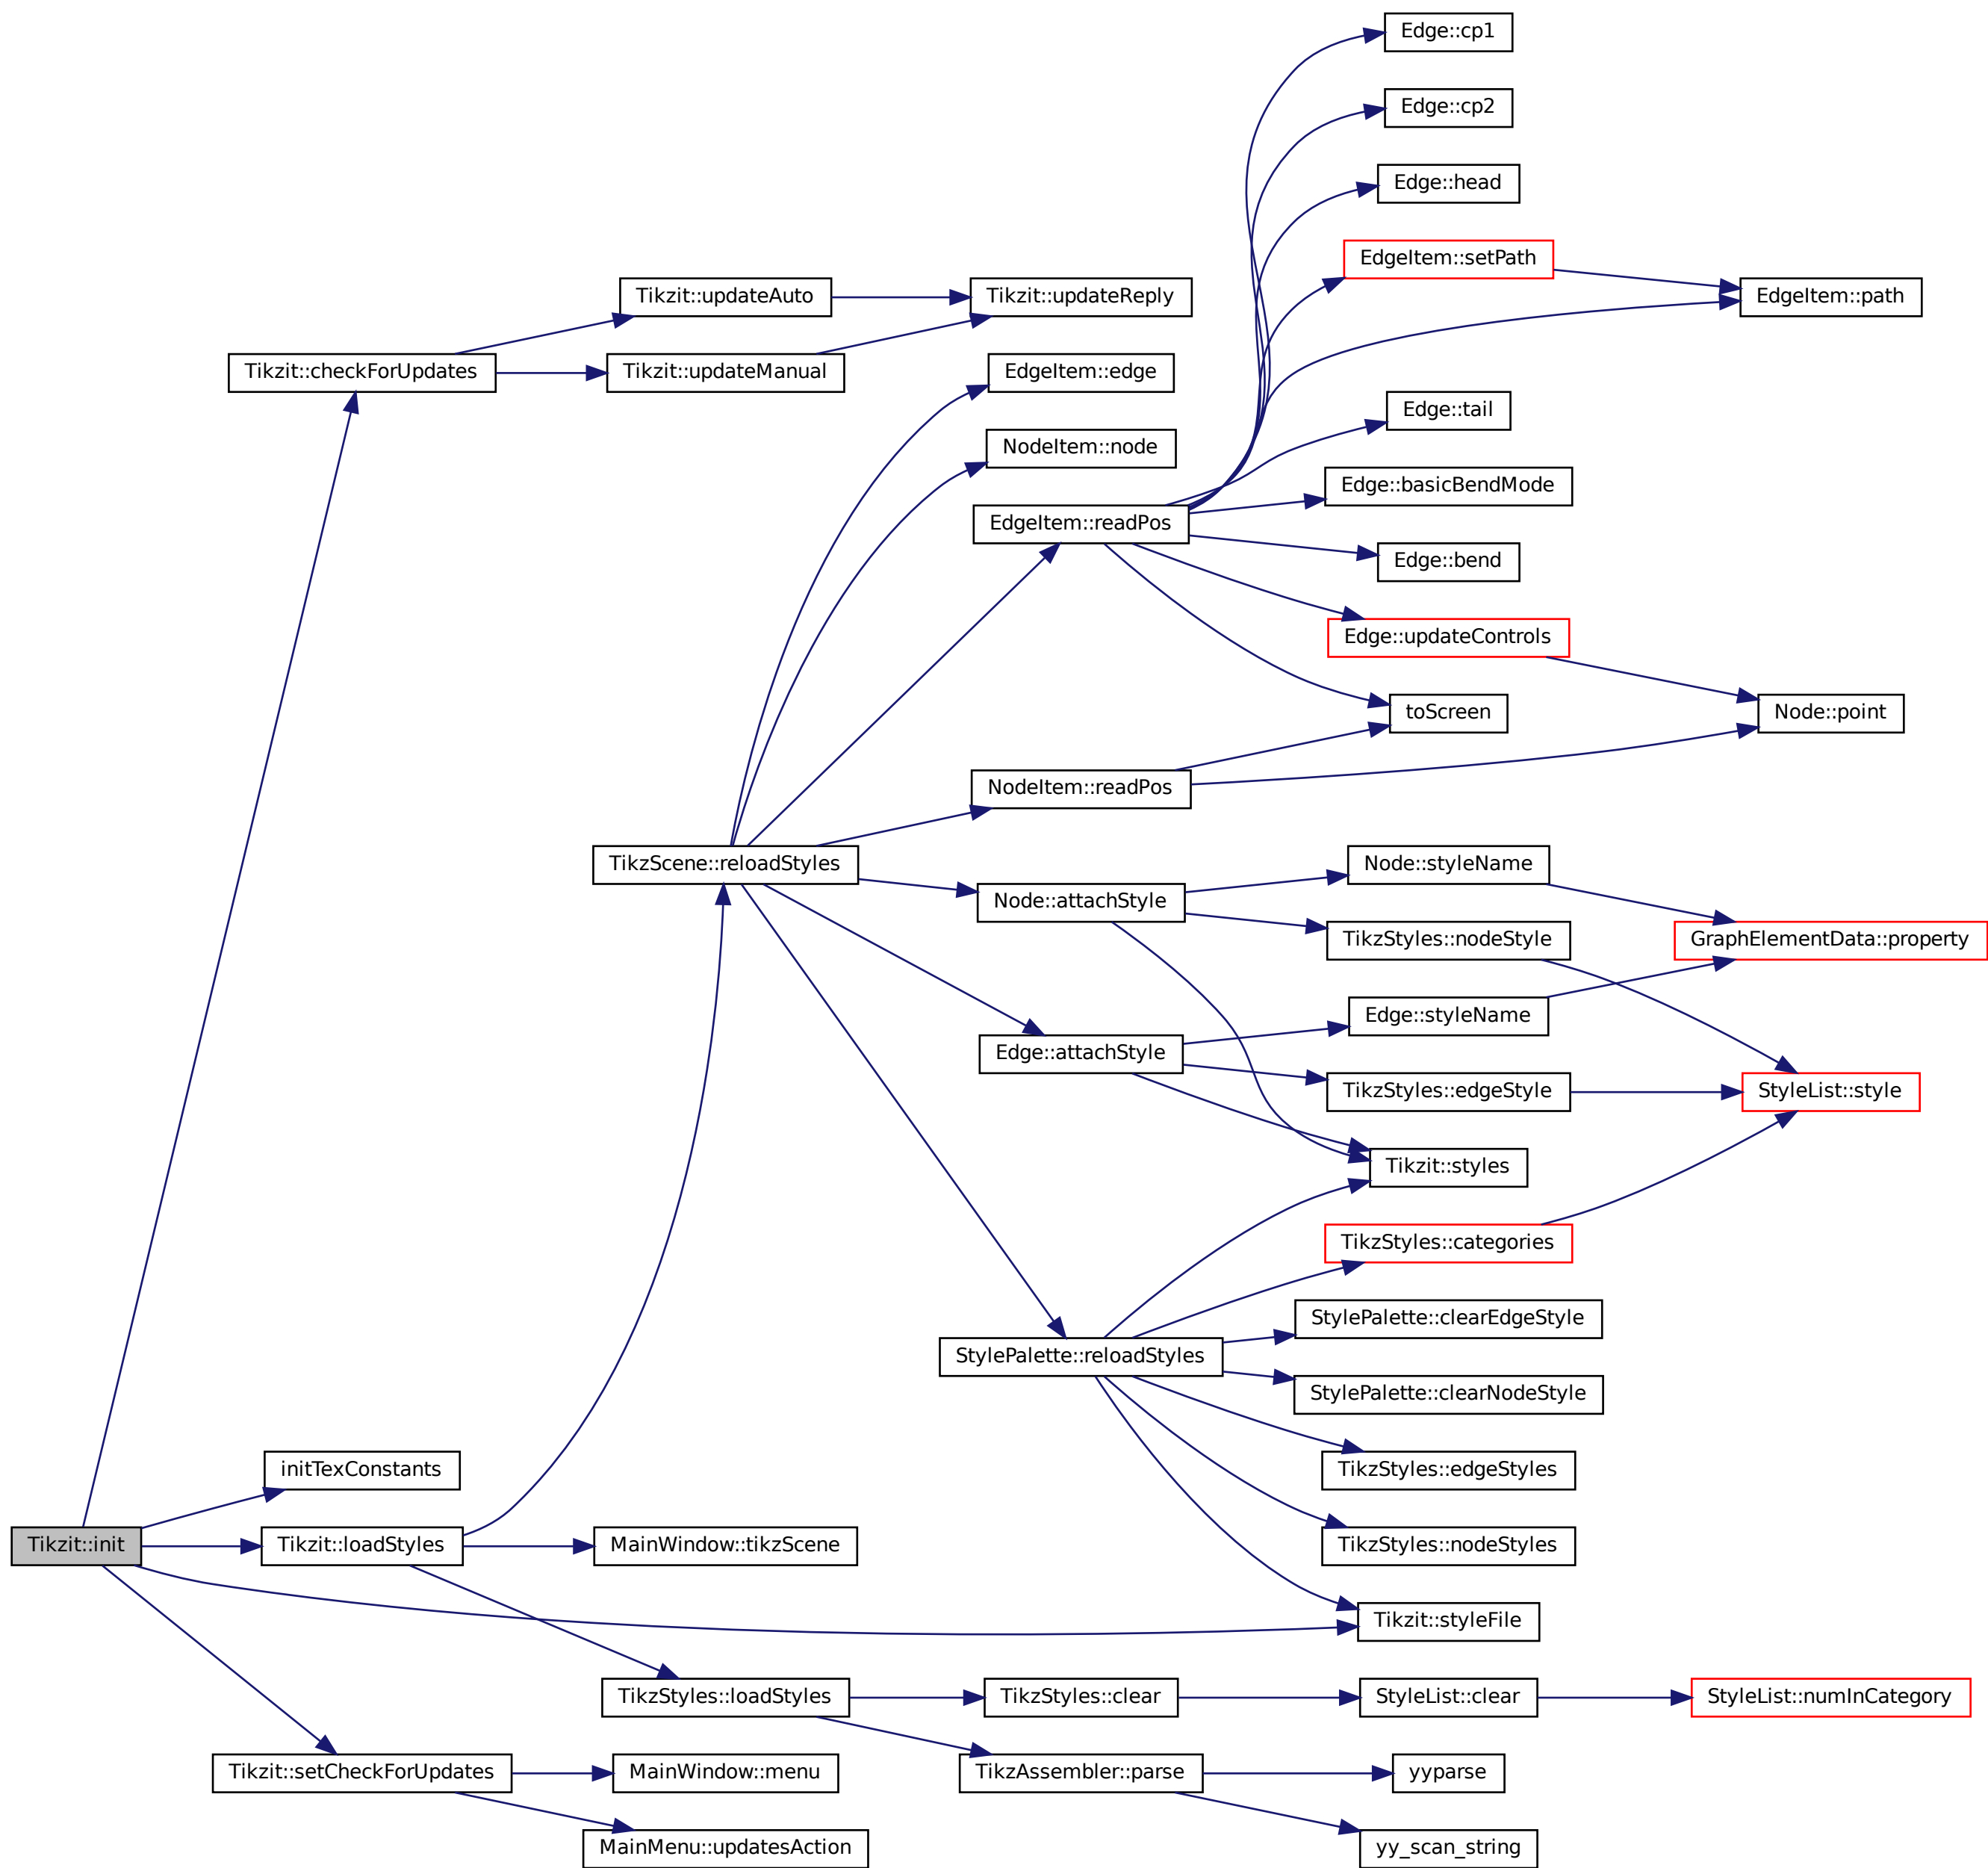 Edge::cp1
Edge::cp2
Edge::head
EdgeItem::setPath
Tikzit::updateAuto
Tikzit::updateReply
EdgeItem::path
Tikzit::checkForUpdates
Tikzit::updateManual
EdgeItem::edge
Edge::tail
NodeItem::node
Edge::basicBendMode
EdgeItem::readPos
Edge::bend
Edge::updateControls
toScreen
Node::point
NodeItem::readPos
TikzScene::reloadStyles
Node::styleName
Node::attachStyle
TikzStyles::nodeStyle
GraphElementData::property
Edge::styleName
Edge::attachStyle
TikzStyles::edgeStyle
StyleList::style
Tikzit::styles
TikzStyles::categories
StylePalette::clearEdgeStyle
StylePalette::reloadStyles
StylePalette::clearNodeStyle
initTexConstants
TikzStyles::edgeStyles
Tikzit::init
Tikzit::loadStyles
MainWindow::tikzScene
TikzStyles::nodeStyles
Tikzit::styleFile
TikzStyles::loadStyles
TikzStyles::clear
StyleList::clear
StyleList::numInCategory
Tikzit::setCheckForUpdates
MainWindow::menu
TikzAssembler::parse
yyparse
MainMenu::updatesAction
yy_scan_string